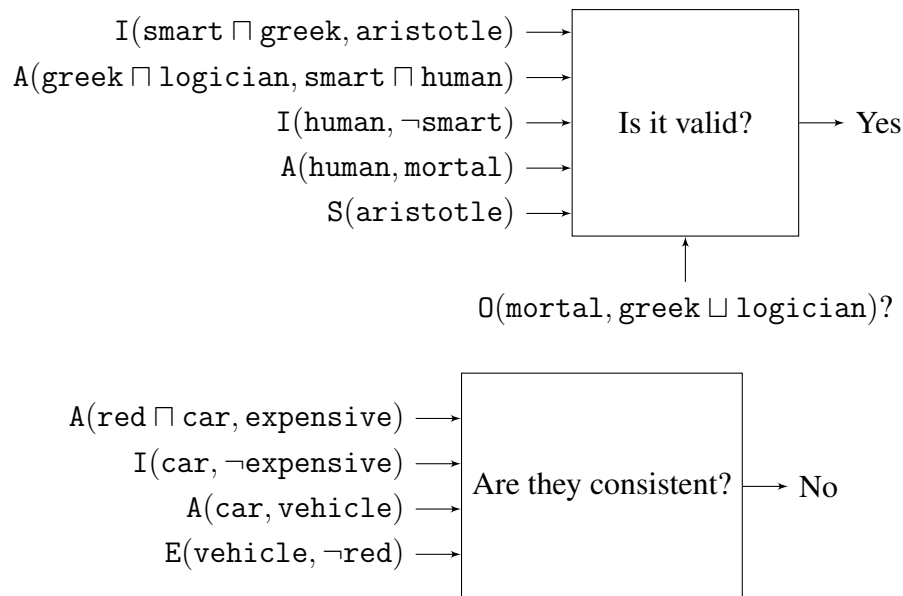 I(smart ⊓ greek, aristotle)
A(greek ⊓ logician, smart ⊓ human)
I(human, ¬smart)
A(human, mortal)
S(aristotle)
Is it valid?
Yes
O(mortal, greek ⊔ logician)?
A(red ⊓ car, expensive)
I(car, ¬expensive)
A(car, vehicle)
E(vehicle, ¬red)
Are they consistent?
No